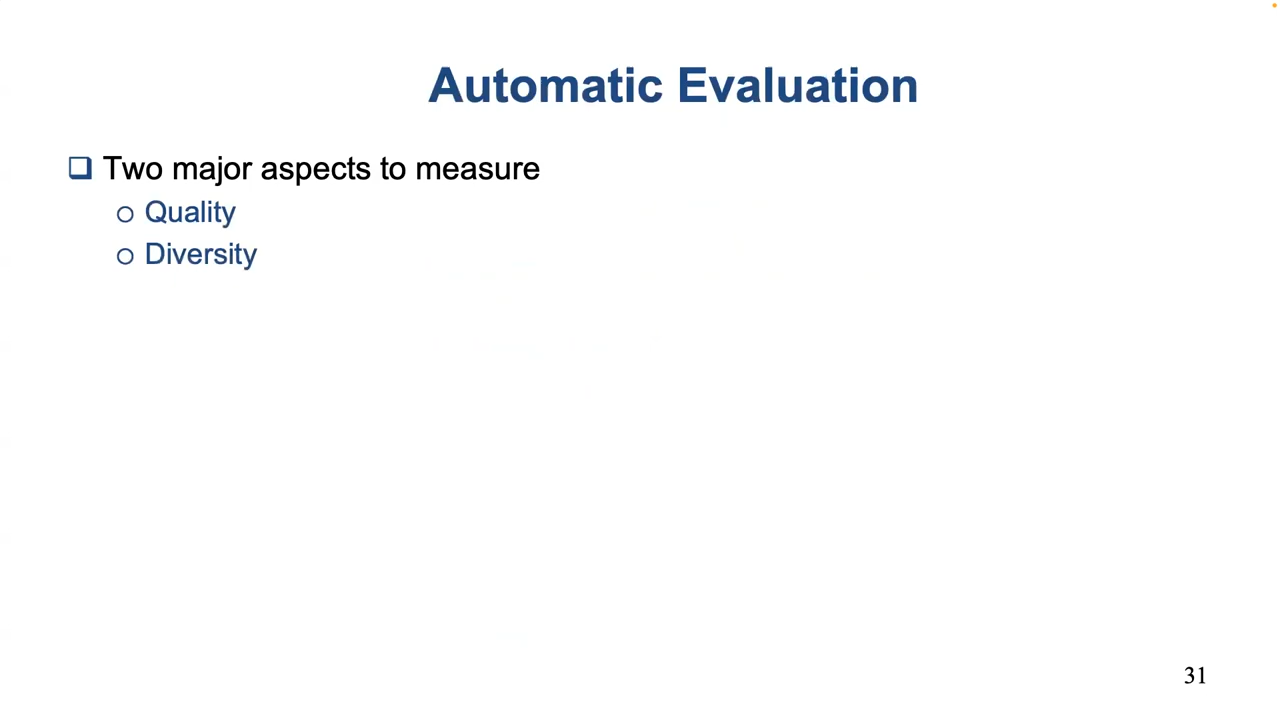 Automatic Evaluation
Two major aspects to measure
Quality
Diversity
31